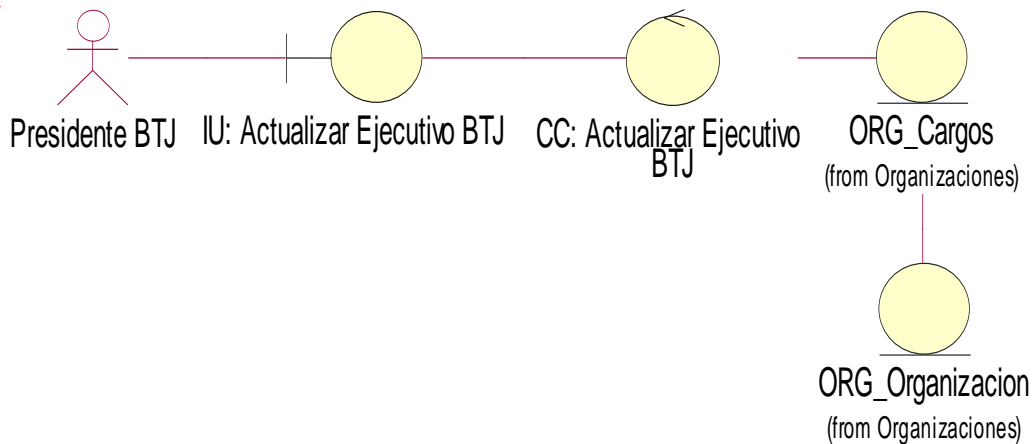 Presidente BTJ
IU: Actualizar Ejecutivo BTJ
CC: Actualizar Ejecutivo
BTJ
ORG_Cargos
(from Organizaciones)
ORG_Organizacion
(from Organizaciones)